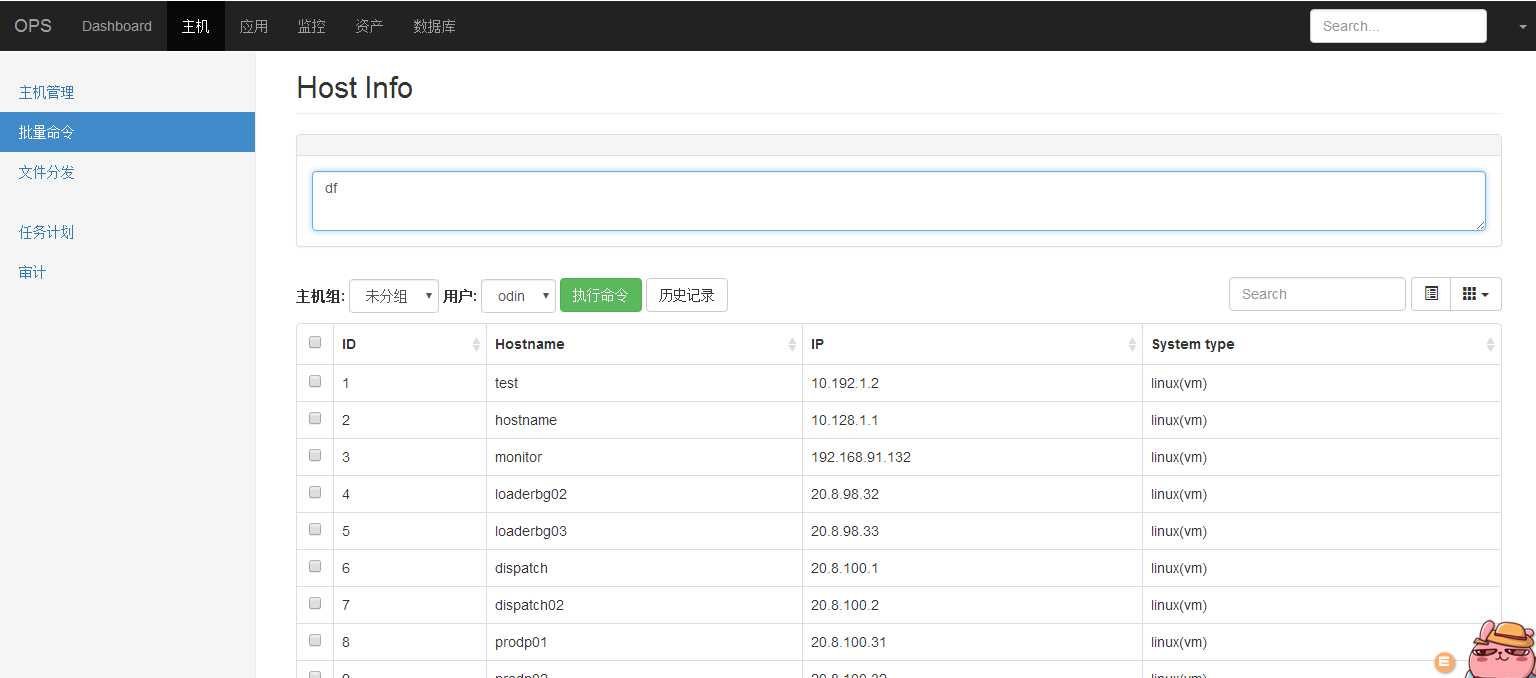 OPS Dashboard 主机 应用 监控 资产 数据库 Search...
主机管理
批量命令
文件分发
任务计划
审计
Host Info
df
主机组: 未分组 用户: odin 执行命令 历史记录 Search
ID Hostname IP System type
1 test 10.192.1.2 linux(vm)
2 hostname 10.128.1.1 linux(vm)
3 monitor 192.168.91.132 linux(vm)
4 loaderbg02 20.8.98.32 linux(vm)
5 loaderbg03 20.8.98.33 linux(vm)
6 dispatch 20.8.100.1 linux(vm)
7 dispatch02 20.8.100.2 linux(vm)
8 prodp01 20.8.100.31 linux(vm)
E